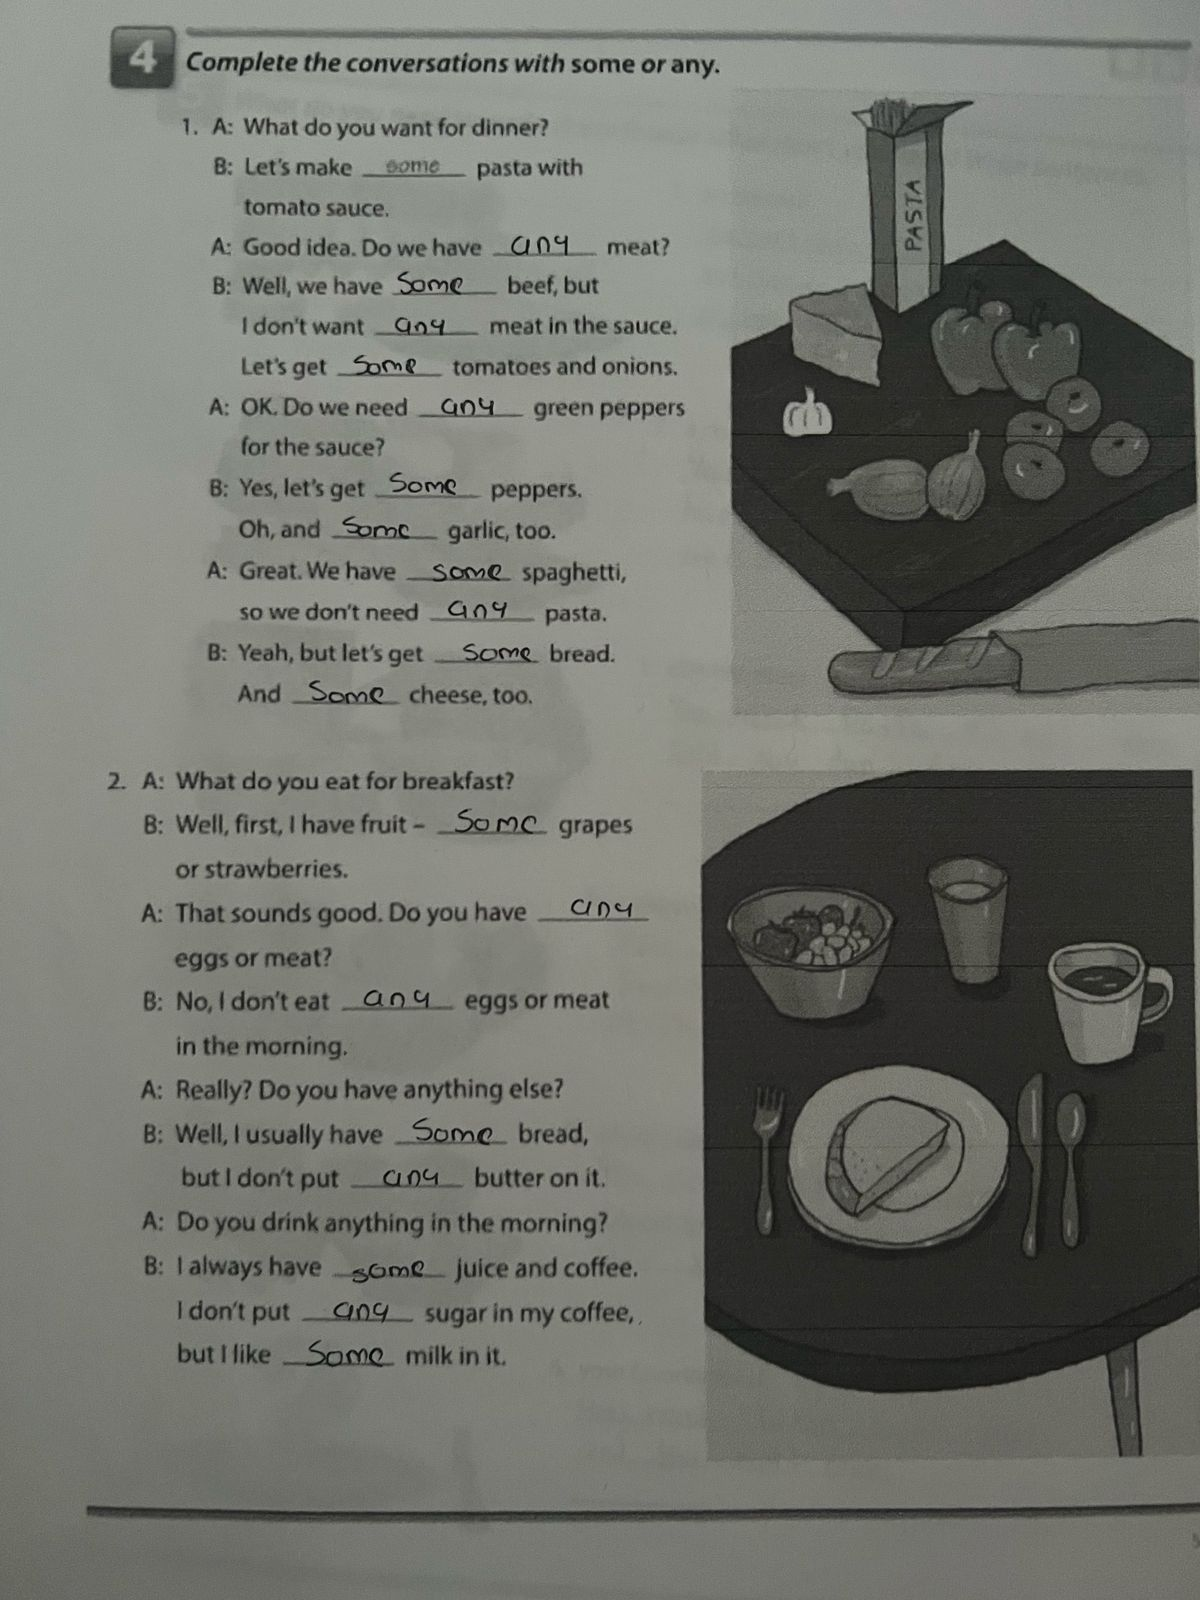 4 Complete the conversations with some or any.
1. A: What do you want for dinner?
B: Let's make some pasta with
tomato sauce.
A: Good idea. Do we have any meat?
B: Well, we have some beef, but
I don't want any meat in the sauce.
Let's get some tomatoes and onions.
A: OK. Do we need any green peppers
for the sauce?
B: Yes, let's get some peppers.
Oh, and some garlic, too.
A: Great. We have some spaghetti,
so we don't need any pasta.
B: Yeah, but let's get some bread.
And some cheese, too.
PASTA
2. A: What do you eat for breakfast?
B: Well, first, I have fruit – some grapes
or strawberries.
A: That sounds good. Do you have any
eggs or meat?
B: No, I don't eat any eggs or meat
in the morning.
A: Really? Do you have anything else?
B: Well, I usually have some bread,
but I don't put any butter on it.
A: Do you drink anything in the morning?
B: I always have some juice and coffee.
I don't put any sugar in my coffee,
but I like some milk in it.